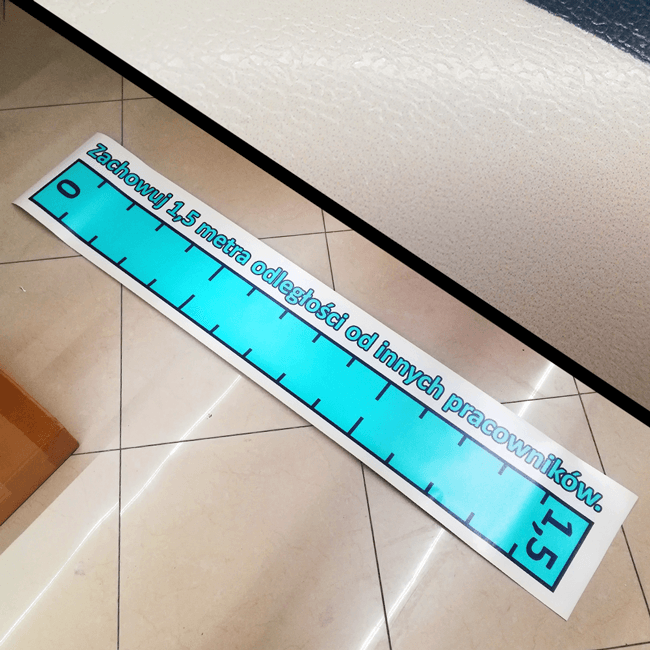 Zachowuj 1,5 metra odległości od innych pracowników.
0
1,5